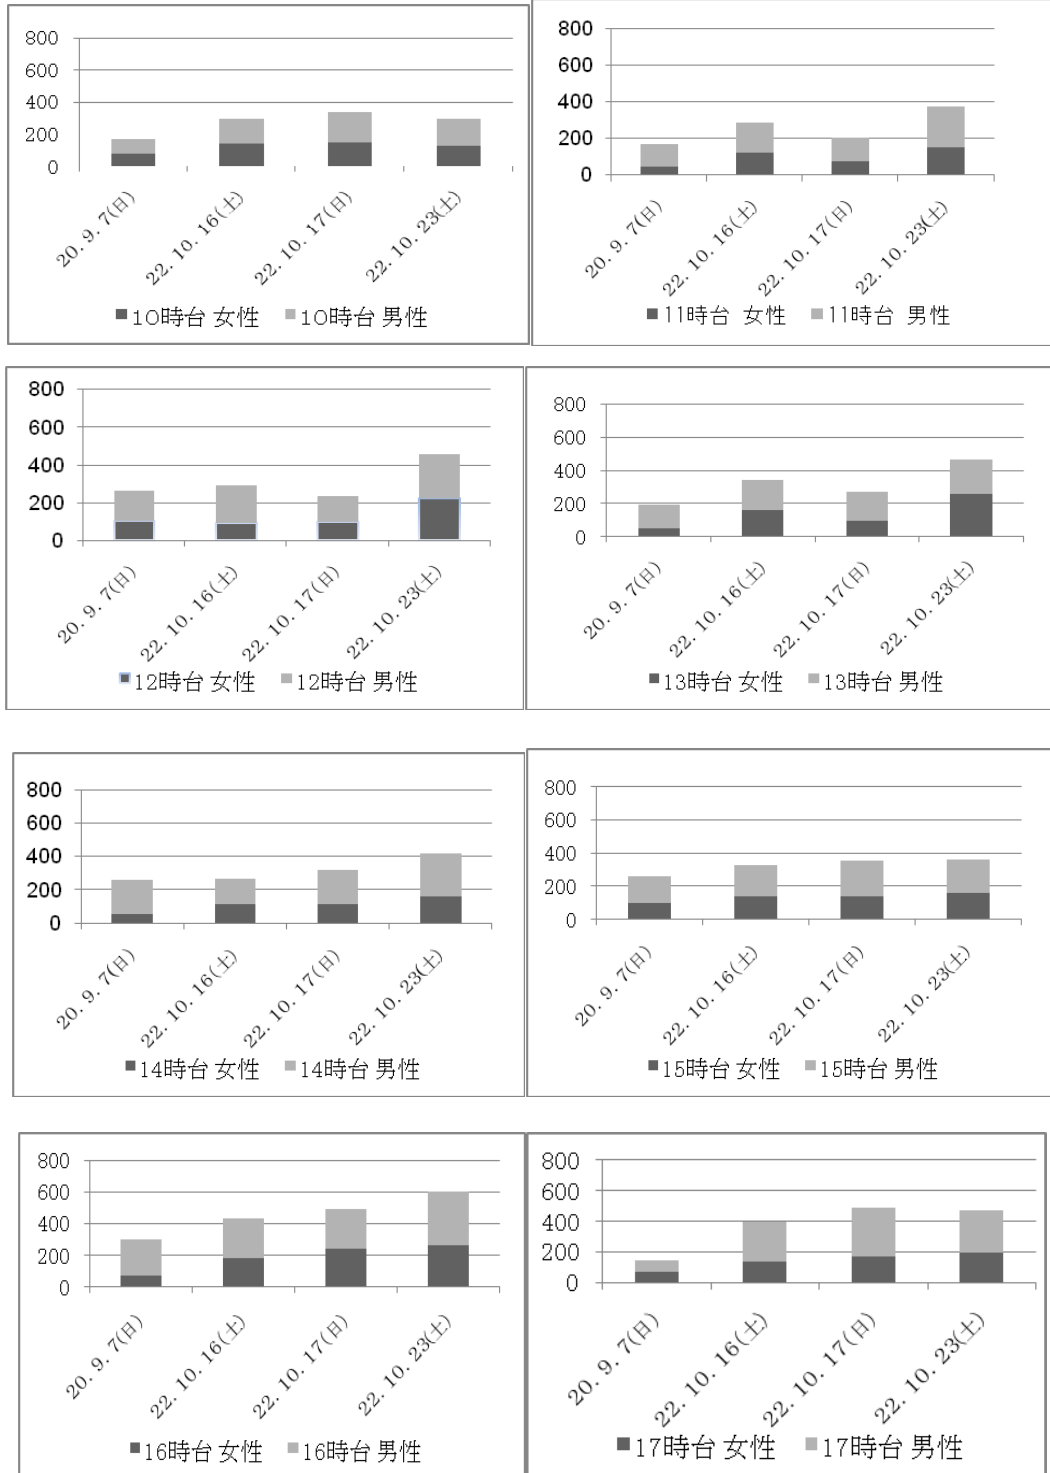 800
600
400
200
0
20. 9. 7(日)
22. 10. 16(土)
22. 10. 17(日)
22. 10. 23(土)
■10時台 女性 ■10時台 男性
800
600
400
200
0
20. 9. 7(日)
22. 10. 16(土)
22. 10. 17(日)
22. 10. 23(土)
■11時台 女性 ■11時台 男性
800
600
400
200
0
20. 9. 7(日)
22. 10. 16(土)
22. 10. 17(日)
22. 10. 23(土)
■12時台 女性 ■12時台 男性
800
600
400
200
0
20. 9. 7(日)
22. 10. 16(土)
22. 10. 17(日)
22. 10. 23(土)
■13時台 女性 ■13時台 男性
800
600
400
200
0
20. 9. 7(日)
22. 10. 16(土)
22. 10. 17(日)
22. 10. 23(土)
■14時台 女性 ■14時台 男性
800
600
400
200
0
20. 9. 7(日)
22. 10. 16(土)
22. 10. 17(日)
22. 10. 23(土)
■15時台 女性 ■15時台 男性
800
600
400
200
0
20. 9. 7(日)
22. 10. 16(土)
22. 10. 17(日)
22. 10. 23(土)
■16時台 女性 ■16時台 男性
800
600
400
200
0
20. 9. 7(日)
22. 10. 16(土)
22. 10. 17(日)
22. 10. 23(土)
■17時台 女性 ■17時台 男性